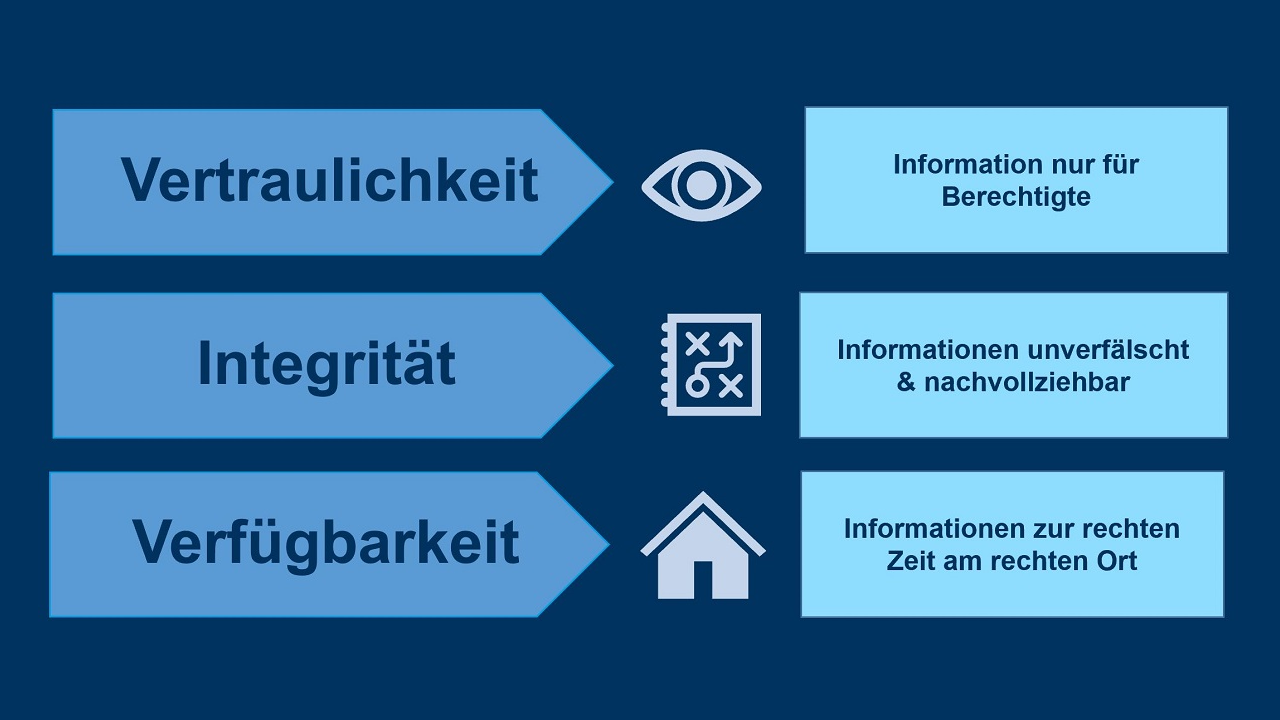 Vertraulichkeit
Information nur für
Berechtigte
Integrität
Informationen unverfälscht
& nachvollziehbar
Verfügbarkeit
Informationen zur rechten
Zeit am rechten Ort